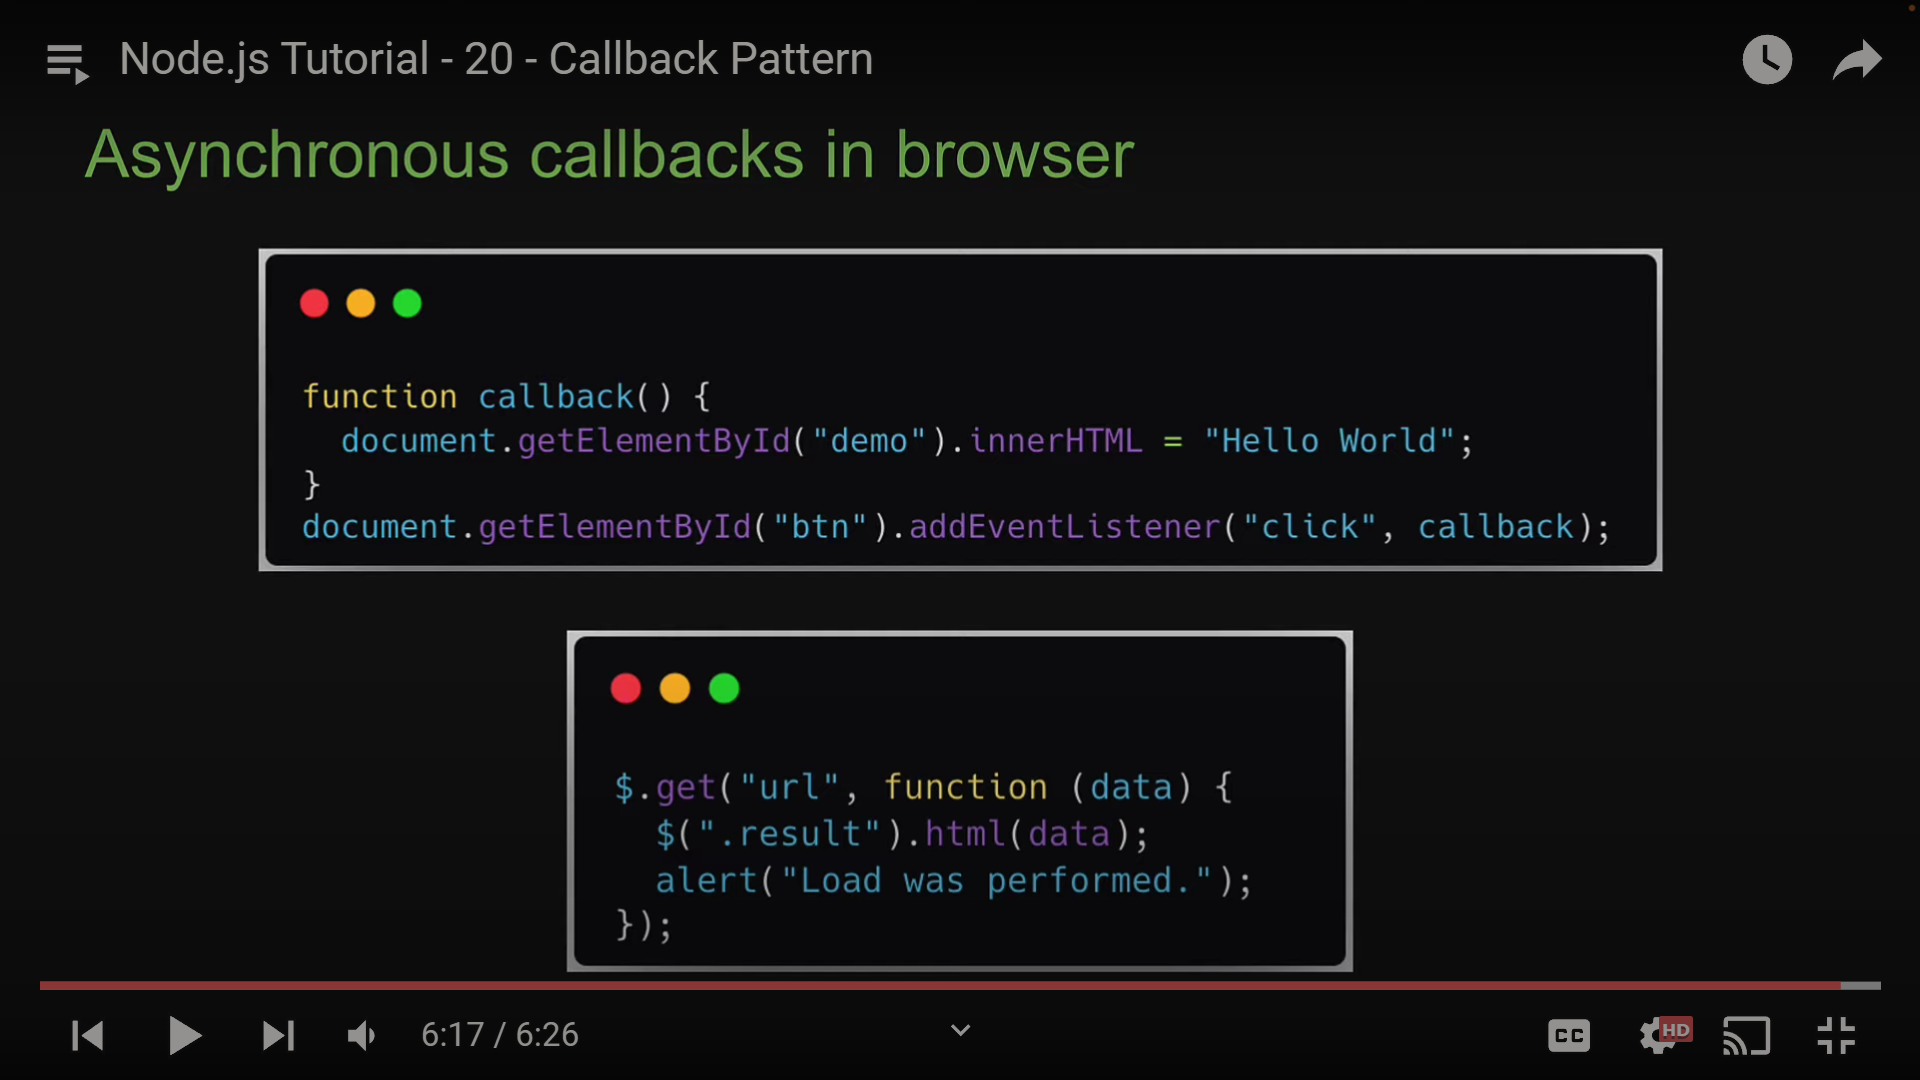 Node.js Tutorial - 20 - Callback Pattern
Asynchronous callbacks in browser
function callback() {
  document.getElementById("demo").innerHTML = "Hello World";
}
document.getElementById("btn").addEventListener("click", callback);
$.get("url", function (data) {
  $(".result").html(data);
  alert("Load was performed.");
});
6:17 / 6:26
CC
HD